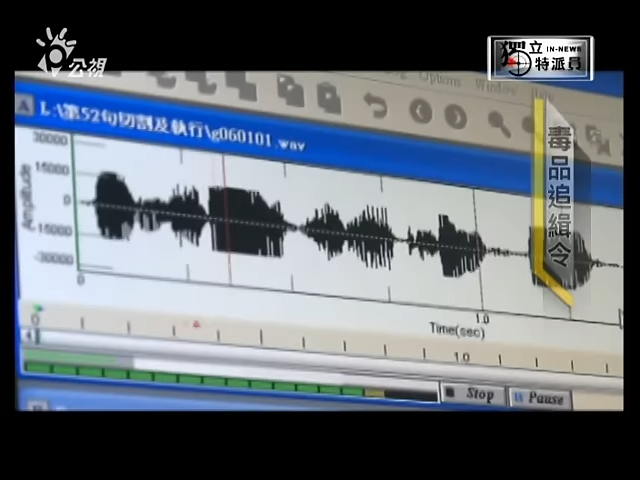 公視
獨立
特派員
IN-NEWS
毒品追緝令
Options Window Help
A L:\第52句切割及執行\g060101.wav
30000
15000
0
-15000
-30000
Amplitude
0
1.0
Time(sec)
0
1.0
Stop
Pause